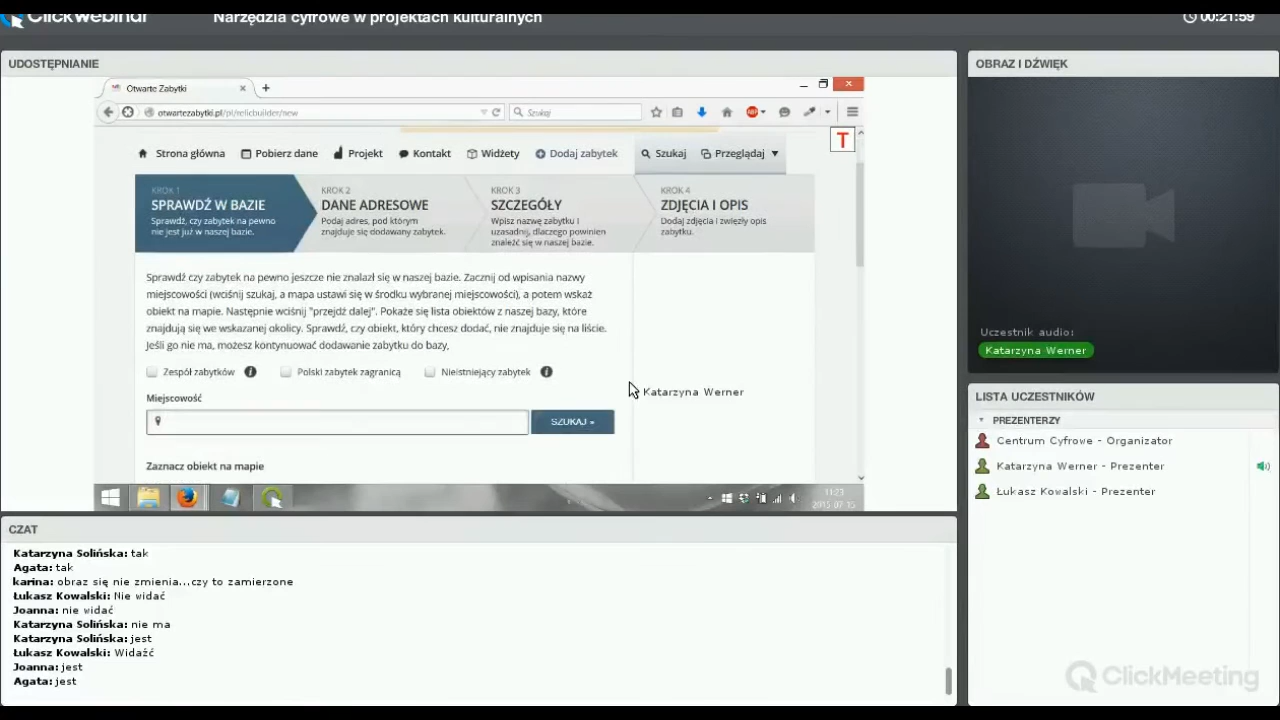 ClickWebinar
Narzędzia cyfrowe w projektach kulturalnych
00:21:59
UDOSTĘPNIANIE
Otwarte Zabytki
otwartezabytki.pl/pl/relicbuilder/new
Szukaj
T
Strona główna
Pobierz dane
Projekt
Kontakt
Widżety
Dodaj zabytek
Szukaj
Przeglądaj
KROK 1
SPRAWDŹ W BAZIE
Sprawdź, czy zabytek na pewno
nie jest już w naszej bazie.
KROK 2
DANE ADRESOWE
Podaj adres, pod którym
znajduje się dodawany zabytek.
KROK 3
SZCZEGÓŁY
Wpisz nazwę zabytku i
uzasadnij, dlaczego powinien
znaleźć się w naszej bazie.
KROK 4
ZDJĘCIA I OPIS
Dodaj zdjęcia i zwięzły opis
zabytku.
Sprawdź czy zabytek na pewno jeszcze nie znalazł się w naszej bazie. Zacznij od wpisania nazwy
miejscowości (wciśnij szukaj, a mapa ustawi się w środku wybranej miejscowości), a potem wskaż
obiekt na mapie. Następnie wciśnij "przejdź dalej". Pokaże się lista obiektów z naszej bazy, które
znajdują się we wskazanej okolicy. Sprawdź, czy obiekt, który chcesz dodać, nie znajduje się na liście.
Jeśli go nie ma, możesz kontynuować dodawanie zabytku do bazy.
Zespół zabytków
Polski zabytek zagranicą
Nieistniejący zabytek
Miejscowość
SZUKAJ »
Zaznacz obiekt na mapie
Katarzyna Werner
11:23
2015-07-15
OBRAZ I DŹWIĘK
Uczestnik audio:
Katarzyna Werner
LISTA UCZESTNIKÓW
PREZENTERZY
Centrum Cyfrowe - Organizator
Katarzyna Werner - Prezenter
Łukasz Kowalski - Prezenter
CZAT
Katarzyna Solińska: tak
Agata: tak
karina: obraz się nie zmienia...czy to zamierzone
Łukasz Kowalski: Nie widać
Joanna: nie widać
Katarzyna Solińska: nie ma
Katarzyna Solińska: jest
Łukasz Kowalski: Widaźć
Joanna: jest
Agata: jest
ClickMeeting